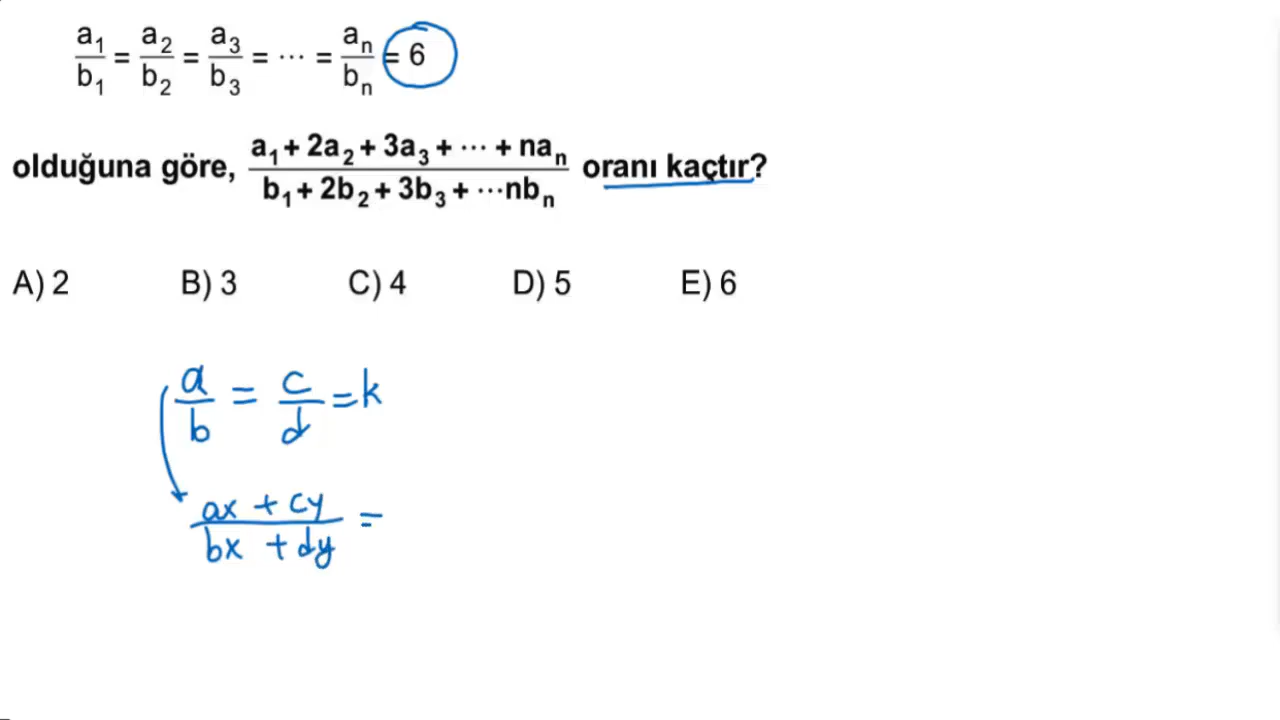 a₁/b₁ = a₂/b₂ = a₃/b₃ = ⋯ = aₙ/bₙ = 6
olduğuna göre, (a₁ + 2a₂ + 3a₃ + ⋯ + naₙ)/(b₁ + 2b₂ + 3b₃ + ⋯nbₙ) oranı kaçtır?
A) 2 B) 3 C) 4 D) 5 E) 6
a/b = c/d = k
(ax + cy)/(bx + dy) =